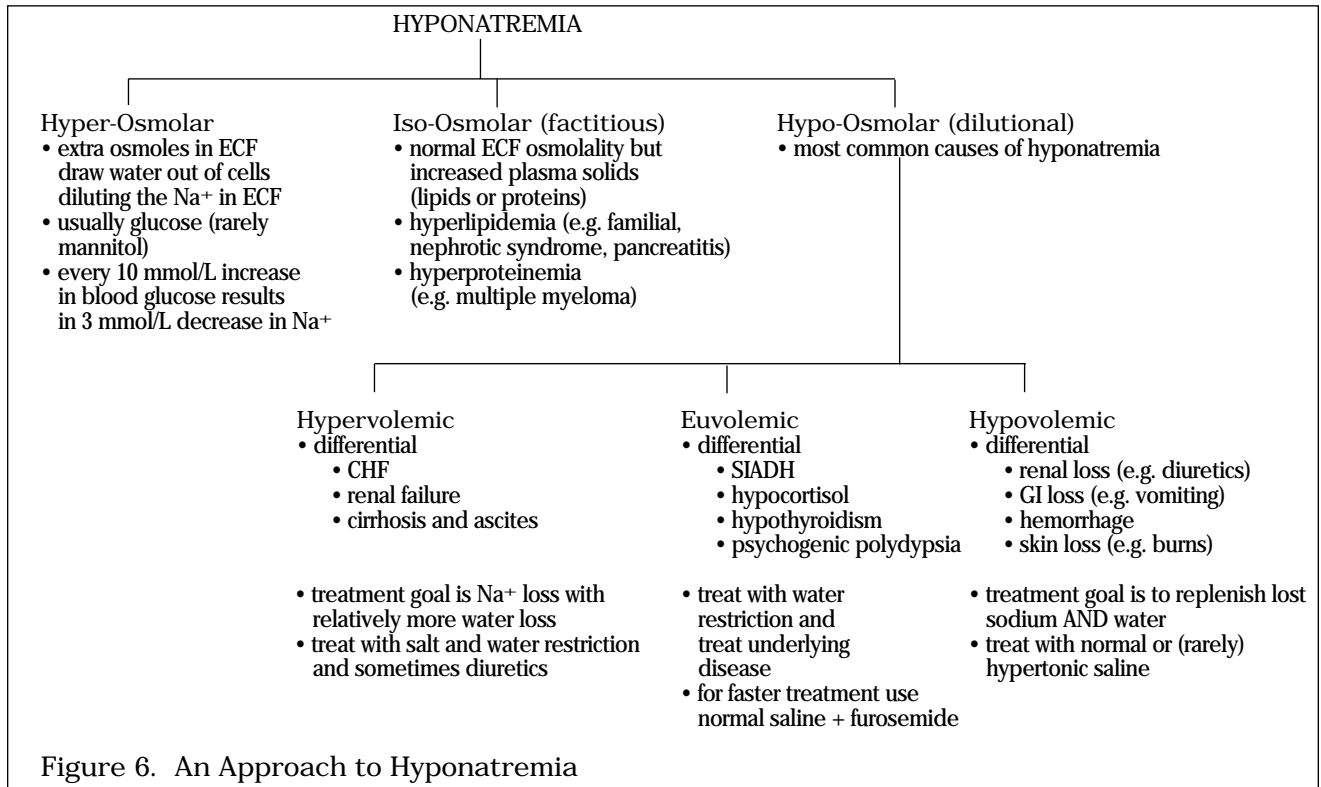 HYPONATREMIA
Hyper-Osmolar
• extra osmoles in ECF
draw water out of cells
diluting the Na+ in ECF
• usually glucose (rarely
mannitol)
• every 10 mmol/L increase
in blood glucose results
in 3 mmol/L decrease in Na+
Iso-Osmolar (factitious)
• normal ECF osmolality but
increased plasma solids
(lipids or proteins)
• hyperlipidemia (e.g. familial,
nephrotic syndrome, pancreatitis)
• hyperproteinemia
(e.g. multiple myeloma)
Hypo-Osmolar (dilutional)
• most common causes of hyponatremia
Hypervolemic
• differential
• CHF
• renal failure
• cirrhosis and ascites
• treatment goal is Na+ loss with
relatively more water loss
• treat with salt and water restriction
and sometimes diuretics
Euvolemic
• differential
• SIADH
• hypocortisol
• hypothyroidism
• psychogenic polydypsia
• treat with water
restriction and
treat underlying
disease
• for faster treatment use
normal saline + furosemide
Hypovolemic
• differential
• renal loss (e.g. diuretics)
• GI loss (e.g. vomiting)
• hemorrhage
• skin loss (e.g. burns)
• treatment goal is to replenish lost
sodium AND water
• treat with normal or (rarely)
hypertonic saline
Figure 6. An Approach to Hyponatremia